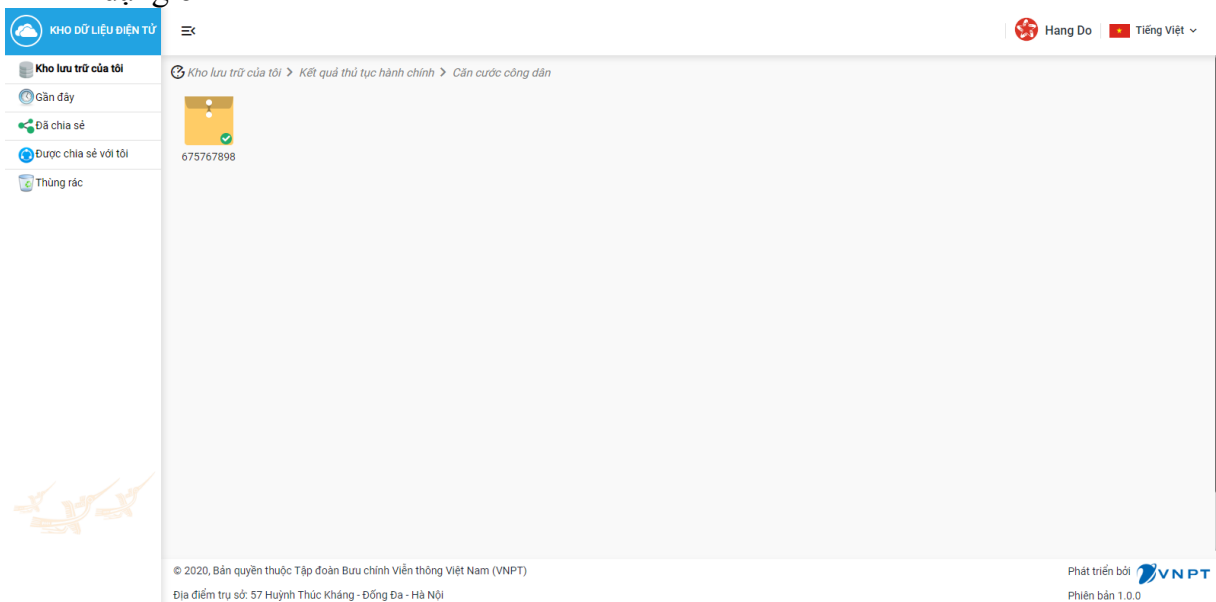 KHO DỮ LIỆU ĐIỆN TỬ
Hang Do
Tiếng Việt
Kho lưu trữ của tôi
Gần đây
Đã chia sẻ
Được chia sẻ với tôi
Thùng rác
Kho lưu trữ của tôi > Kết quả thủ tục hành chính > Căn cước công dân
675767898
© 2020, Bản quyền thuộc Tập đoàn Bưu chính Viễn thông Việt Nam (VNPT)
Phát triển bởi VNPT
Địa điểm trụ sở: 57 Huỳnh Thúc Kháng - Đống Đa - Hà Nội
Phiên bản 1.0.0